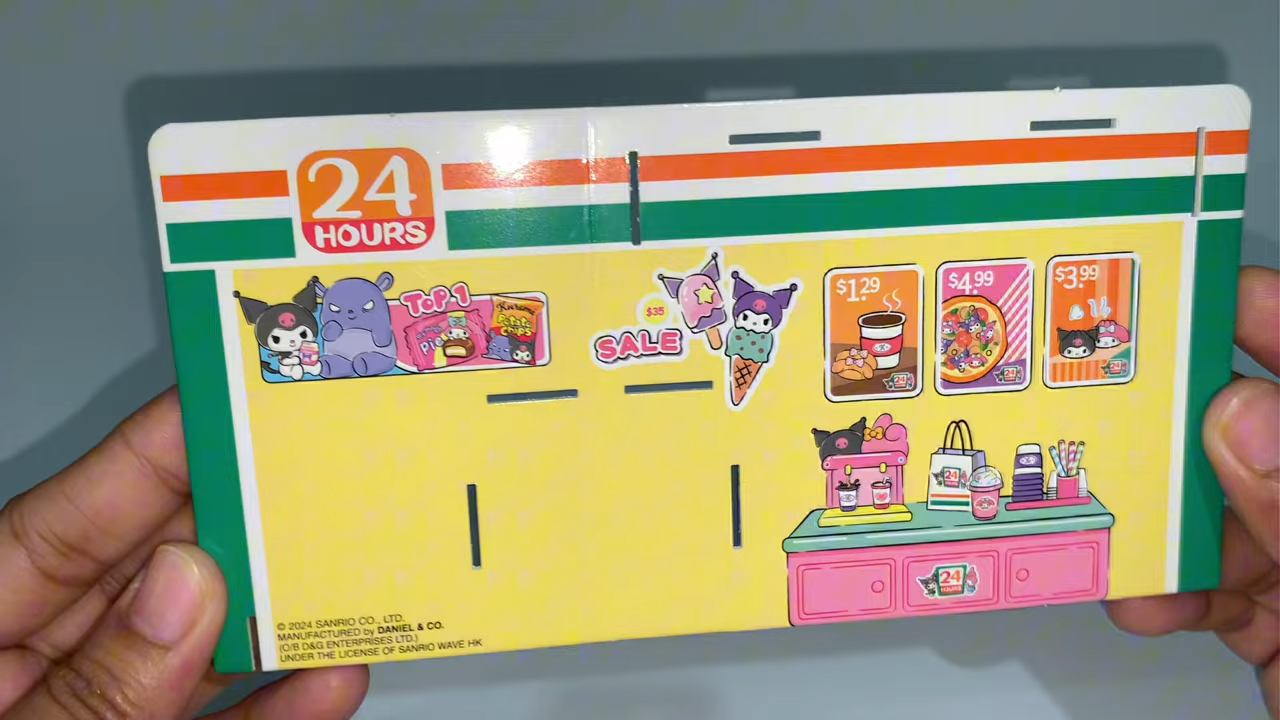 24
HOURS
TOP 1
Potato
Chips
$35
SALE
$1.29
$4.99
$3.99
24
HOURS
© 2024 SANRIO CO., LTD.
MANUFACTURED by DANIEL & CO.
(O/B D&G ENTERPRISES LTD.)
UNDER THE LICENSE OF SANRIO WAVE HK